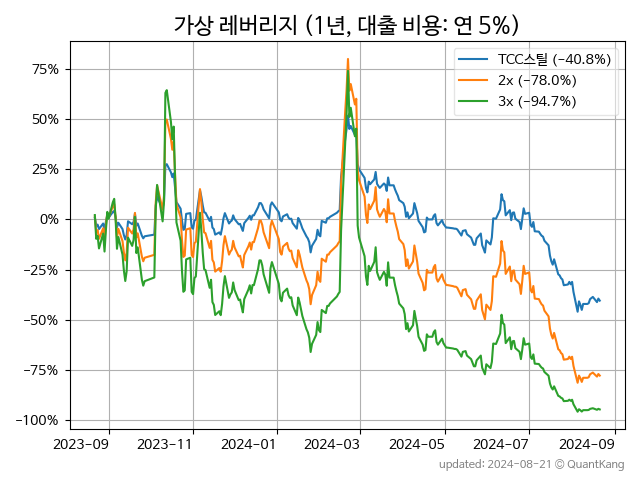 가상 레버리지 (1년, 대출 비용: 연 5%)
TCC스틸 (−40.8%)
2x (−78.0%)
3x (−94.7%)
75%
50%
25%
0%
−25%
−50%
−75%
−100%
2023-09 2023-11 2024-01 2024-03 2024-05 2024-07 2024-09
updated: 2024-08-21 © QuantKang